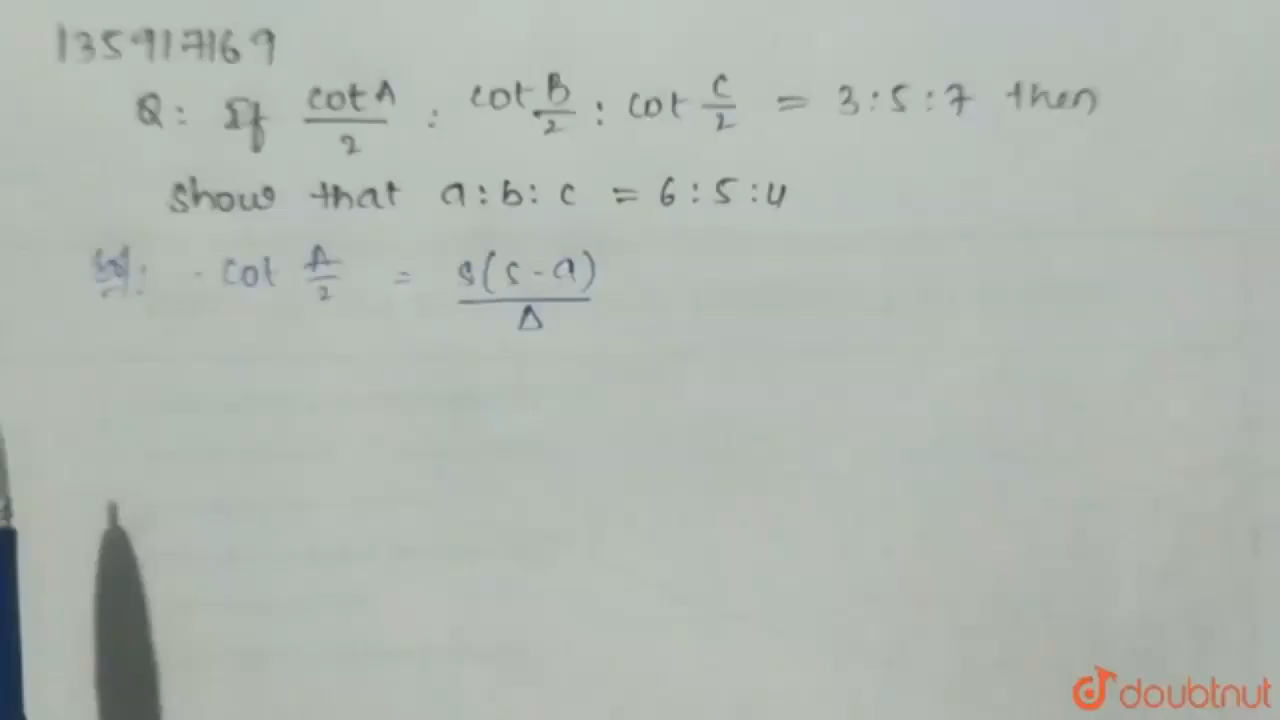 135917169
Q: If cot A/2 : cot B/2 : cot C/2 = 3:5:7 then
show that a:b:c = 6:5:4
Sol: cot A/2 = s(s-a)/Δ
doubtnut